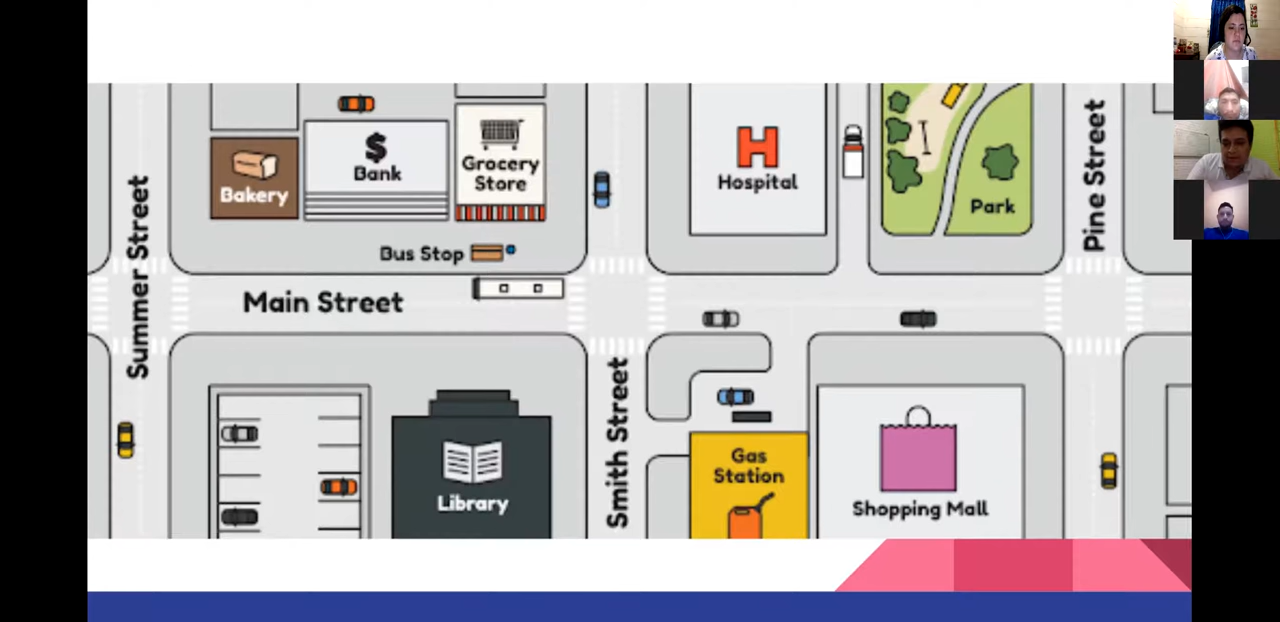 Bakery
$
Bank
Grocery
Store
H
Hospital
Park
Bus Stop
Summer Street
Main Street
Smith Street
Pine Street
Library
Gas
Station
Shopping Mall